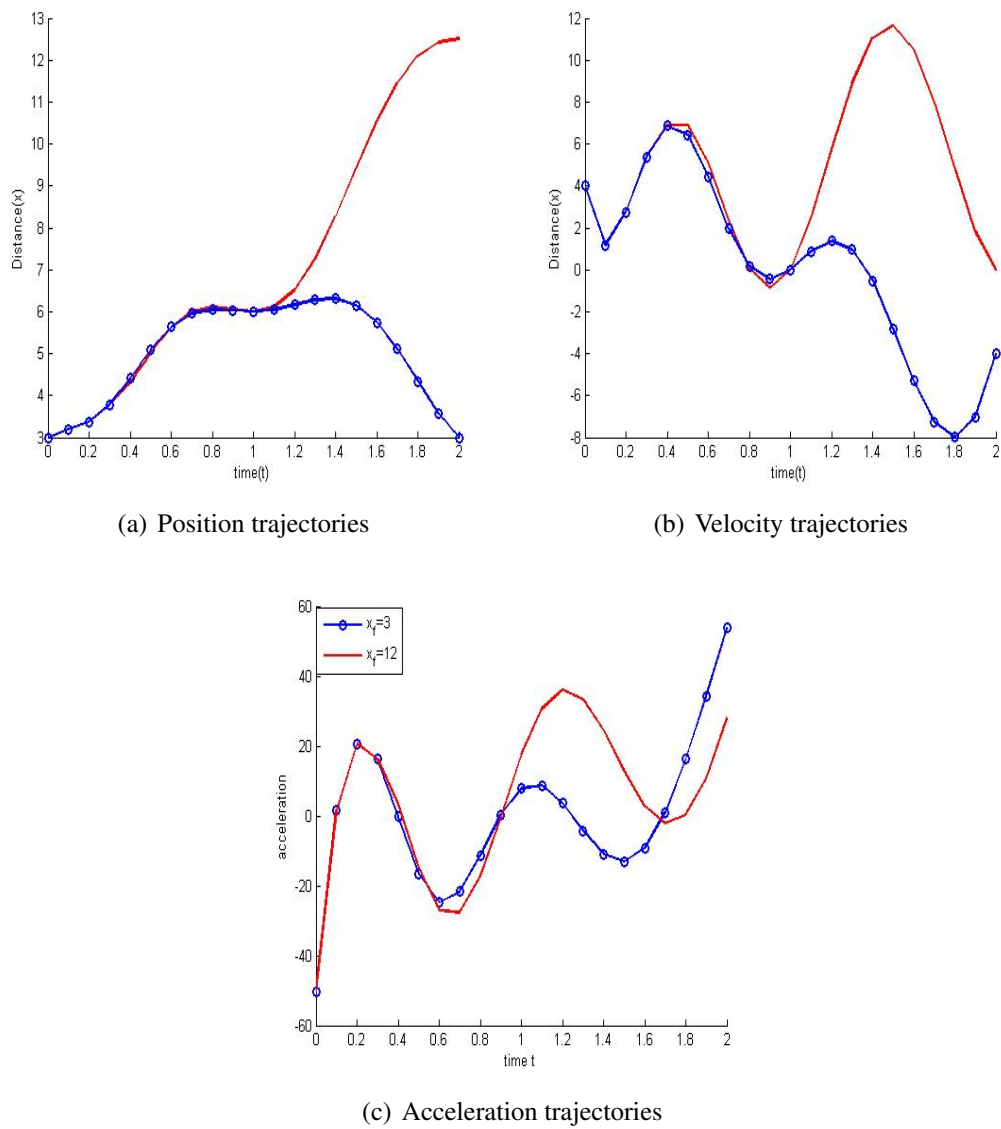 13
12
11
10
9
8
7
6
5
4
3
Distance(x)
0 0.2 0.4 0.6 0.8 1 1.2 1.4 1.6 1.8 2
time(t)
(a) Position trajectories
12
10
8
6
4
2
0
-2
-4
-6
-8
Distance(x)
0 0.2 0.4 0.6 0.8 1 1.2 1.4 1.6 1.8 2
time(t)
(b) Velocity trajectories
60
40
20
0
-20
-40
-60
acceleration
x_f=3
x_f=12
0 0.2 0.4 0.6 0.8 1 1.2 1.4 1.6 1.8 2
time t
(c) Acceleration trajectories